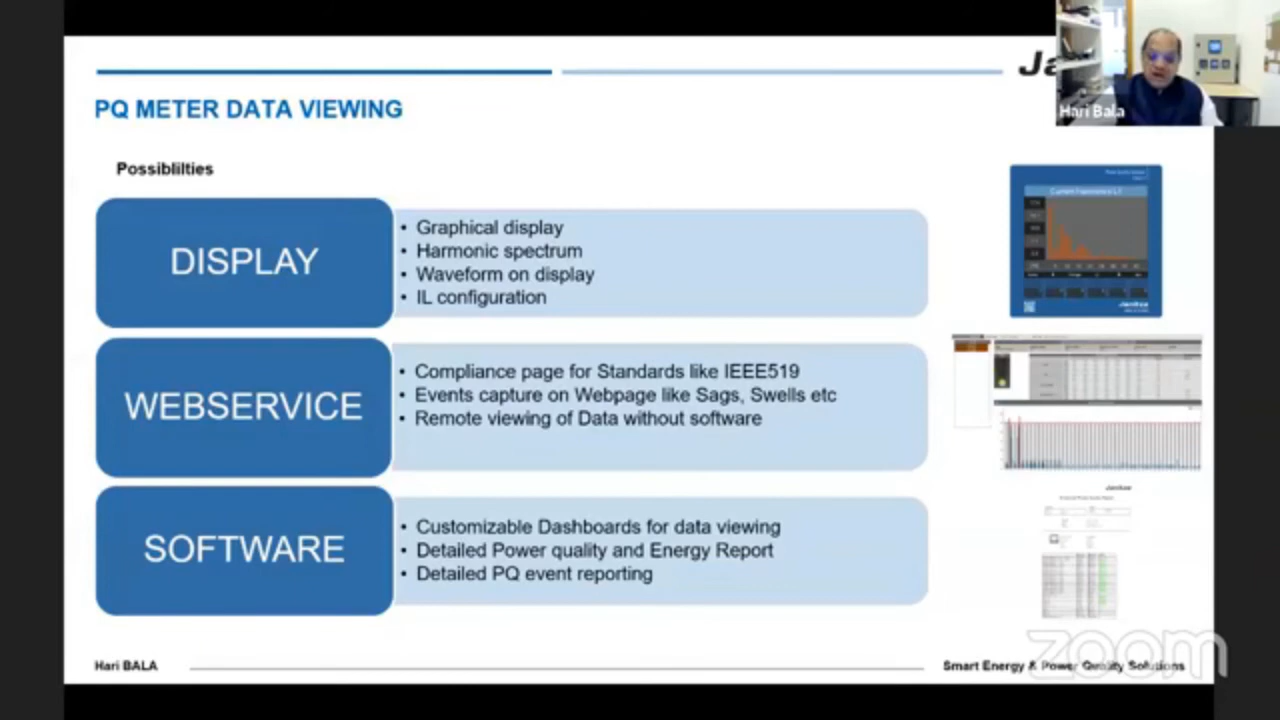 Ja
PQ METER DATA VIEWING
Hari Bala
Possiblilties
DISPLAY
• Graphical display
• Harmonic spectrum
• Waveform on display
• IL configuration
WEBSERVICE
• Compliance page for Standards like IEEE519
• Events capture on Webpage like Sags, Swells etc
• Remote viewing of Data without software
SOFTWARE
• Customizable Dashboards for data viewing
• Detailed Power quality and Energy Report
• Detailed PQ event reporting
Hari BALA
Smart Energy & Power Quality Solutions
zoom